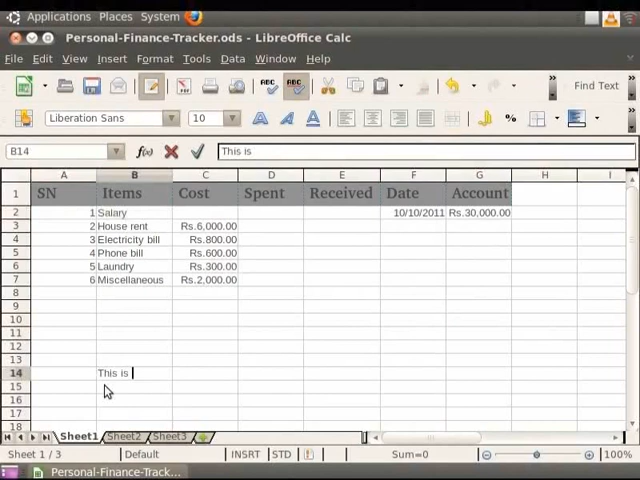 Applications Places System
Personal-Finance-Tracker.ods - LibreOffice Calc
File Edit View Insert Format Tools Data Window Help
ABC ABC Find Text
Liberation Sans 10 A A A %
B14 f(x) This is
A B C D E F G H I
1 SN Items Cost Spent Received Date Account
2 1 Salary 10/10/2011 Rs.30,000.00
3 2 House rent Rs.6,000.00
4 3 Electricity bill Rs.800.00
5 4 Phone bill Rs.600.00
6 5 Laundry Rs.300.00
7 6 Miscellaneous Rs.2,000.00
8
9
10
11
12
13
14 This is
15
16
17
18
Sheet1 Sheet2 Sheet3
Sheet 1 / 3 Default INSRT STD Sum=0 100%
Personal-Finance-Track...